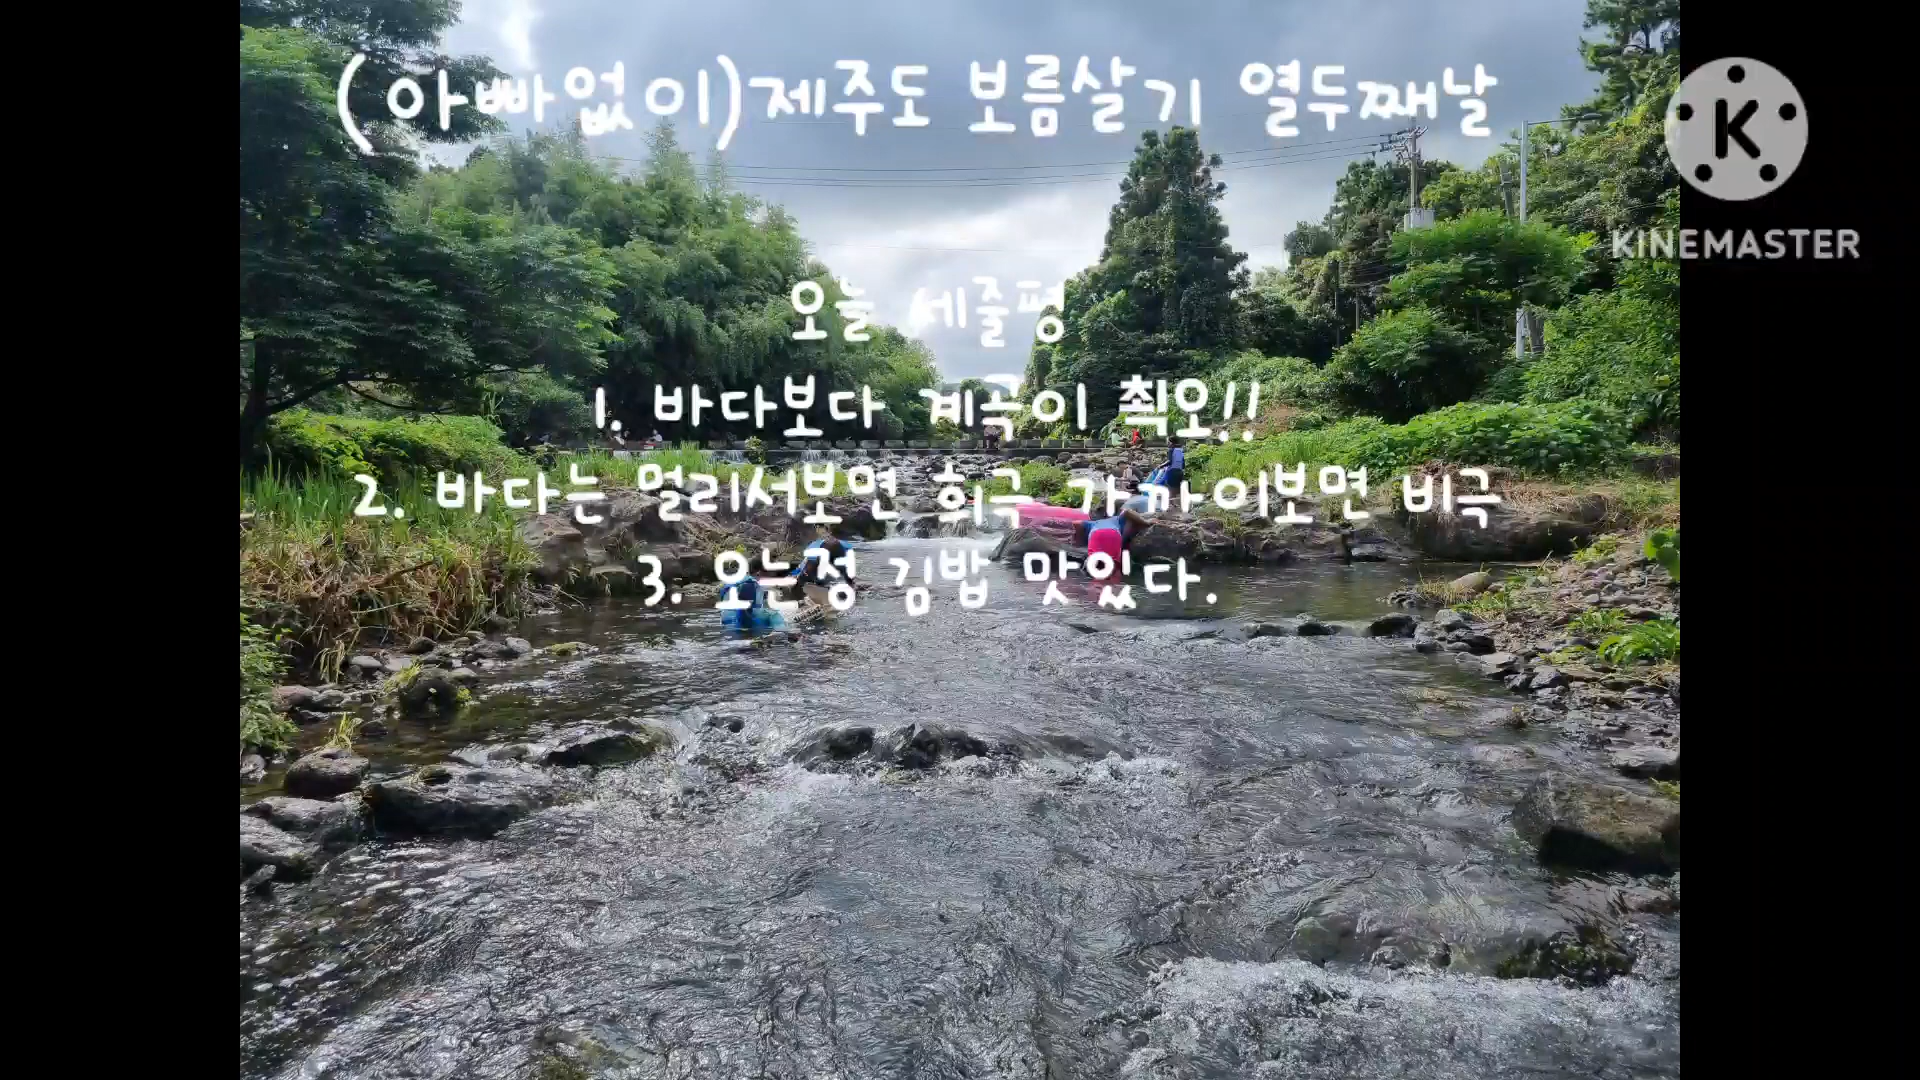 (아빠없이)제주도 보름살기 열두째날
KINEMASTER
오늘 세줄평
1. 바다보다 계곡이 최오!!
2. 바다는 멀리서보면 희극 가까이보면 비극
3. 오는정 김밥 맛있다.